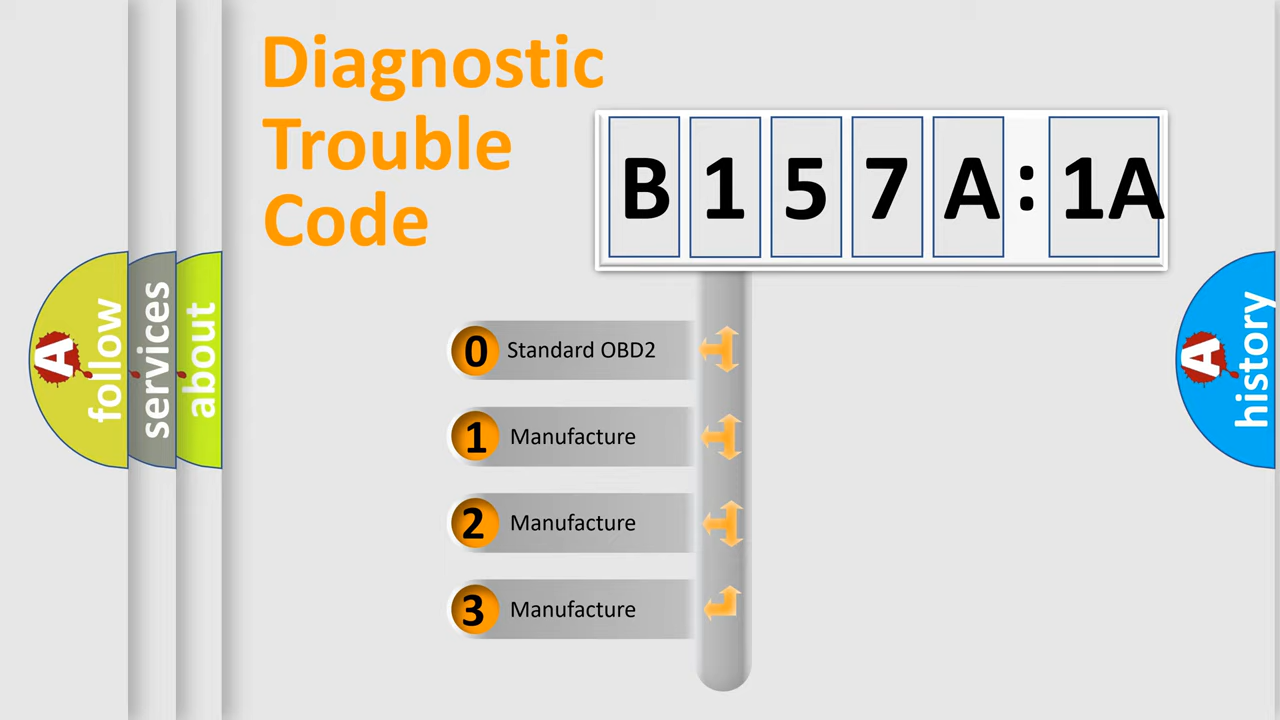 Diagnostic
Trouble
Code
B 1 5 7 A : 1A
0 Standard OBD2
1 Manufacture
2 Manufacture
3 Manufacture
A follow
services
about
A history